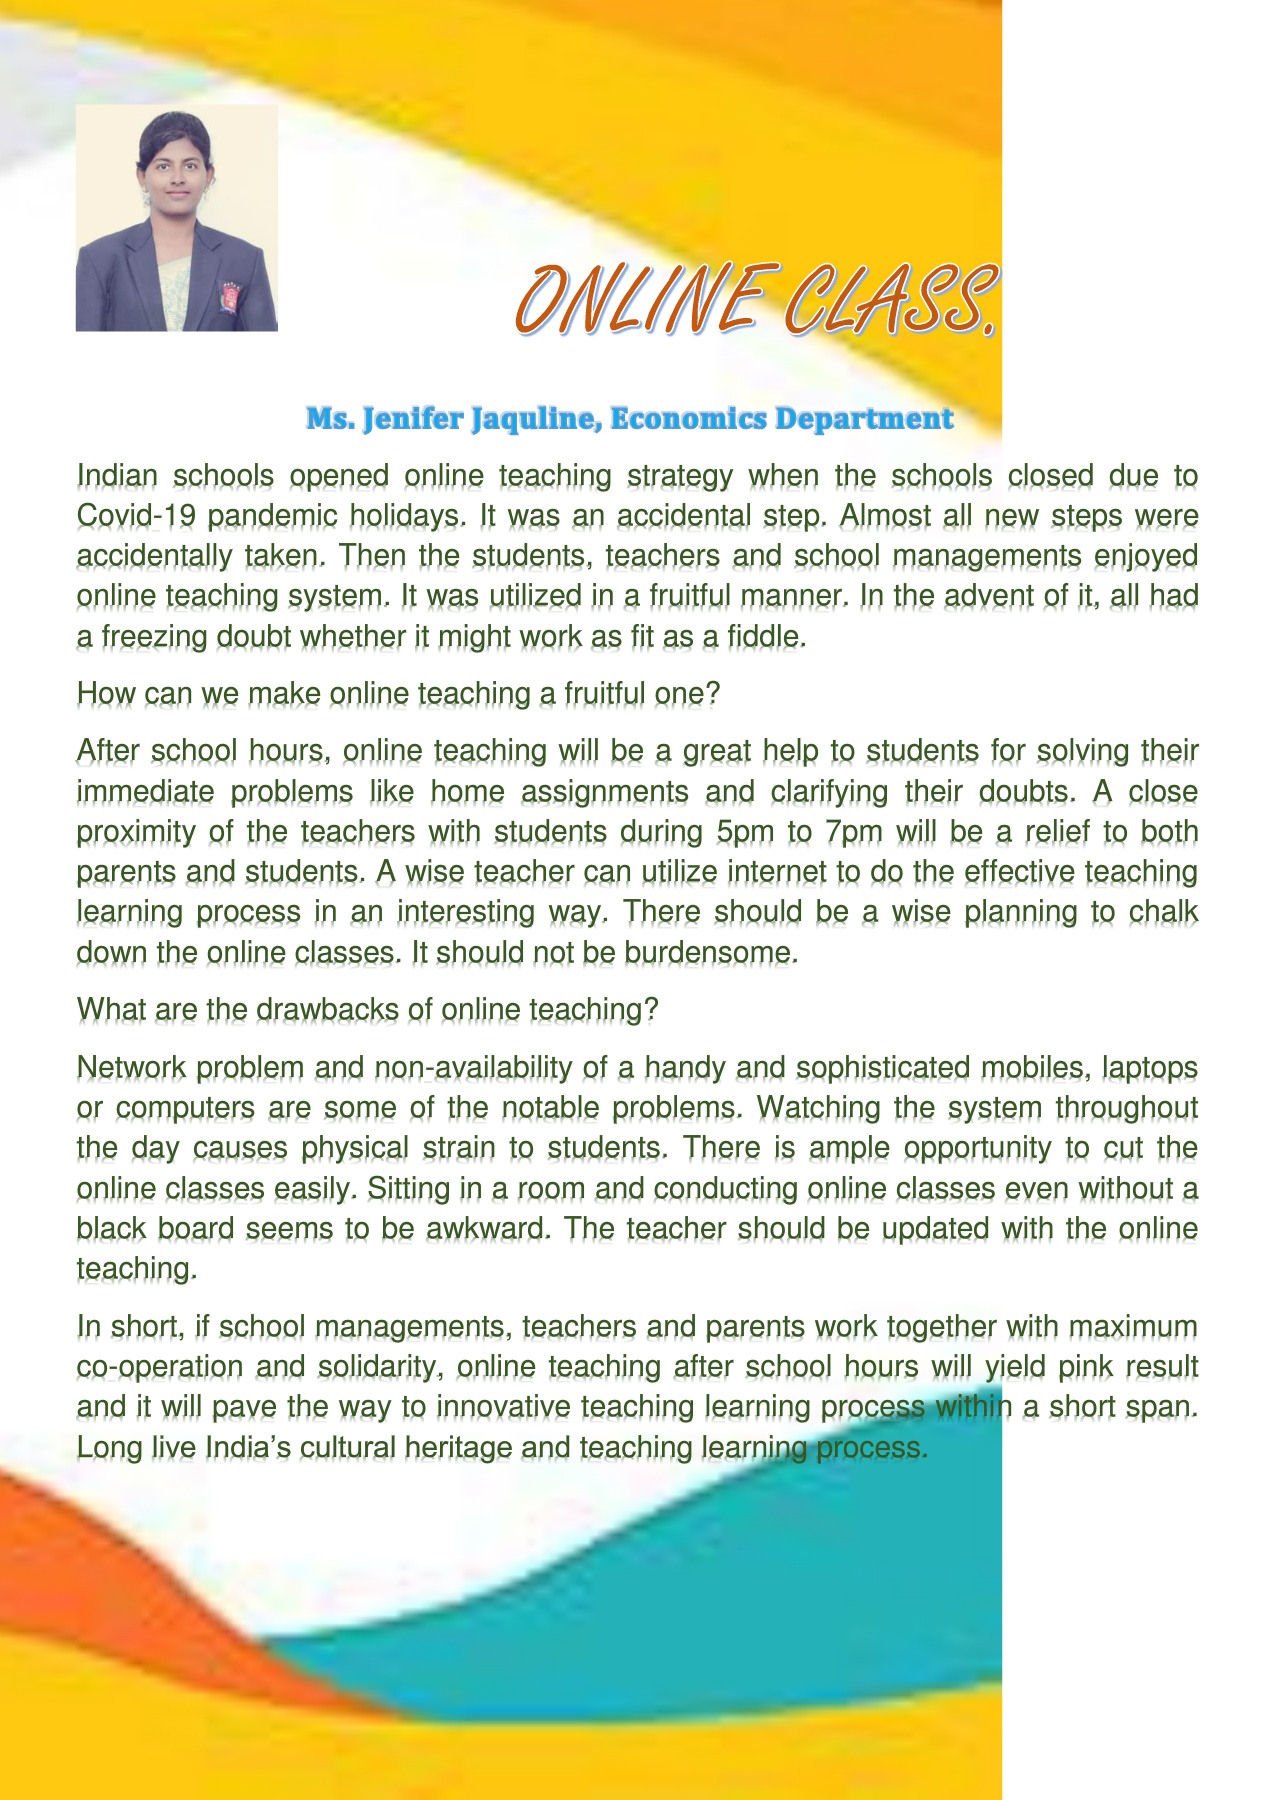 ONLINE CLASS.
Ms. Jenifer Jaquline, Economics Department
Indian schools opened online teaching strategy when the schools closed due to
Covid-19 pandemic holidays. It was an accidental step. Almost all new steps were
accidentally taken. Then the students, teachers and school managements enjoyed
online teaching system. It was utilized in a fruitful manner. In the advent of it, all had
a freezing doubt whether it might work as fit as a fiddle.
How can we make online teaching a fruitful one?
After school hours, online teaching will be a great help to students for solving their
immediate problems like home assignments and clarifying their doubts. A close
proximity of the teachers with students during 5pm to 7pm will be a relief to both
parents and students. A wise teacher can utilize internet to do the effective teaching
learning process in an interesting way. There should be a wise planning to chalk
down the online classes. It should not be burdensome.
What are the drawbacks of online teaching?
Network problem and non-availability of a handy and sophisticated mobiles, laptops
or computers are some of the notable problems. Watching the system throughout
the day causes physical strain to students. There is ample opportunity to cut the
online classes easily. Sitting in a room and conducting online classes even without a
black board seems to be awkward. The teacher should be updated with the online
teaching.
In short, if school managements, teachers and parents work together with maximum
co-operation and solidarity, online teaching after school hours will yield pink result
and it will pave the way to innovative teaching learning process within a short span.
Long live India’s cultural heritage and teaching learning process.